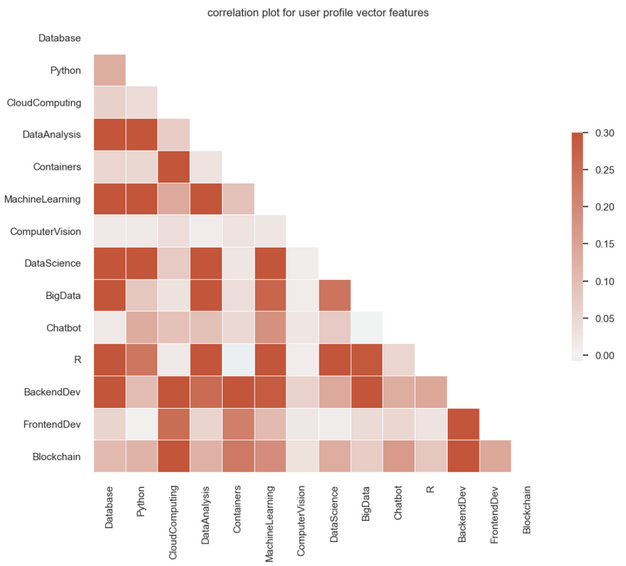 correlation plot for user profile vector features
Database
Python
CloudComputing
DataAnalysis
Containers
MachineLearning
ComputerVision
DataScience
BigData
Chatbot
R
BackendDev
FrontendDev
Blockchain
Database
Python
CloudComputing
DataAnalysis
Containers
MachineLearning
ComputerVision
DataScience
BigData
Chatbot
R
BackendDev
FrontendDev
Blockchain
0.30
0.25
0.20
0.15
0.10
0.05
0.00